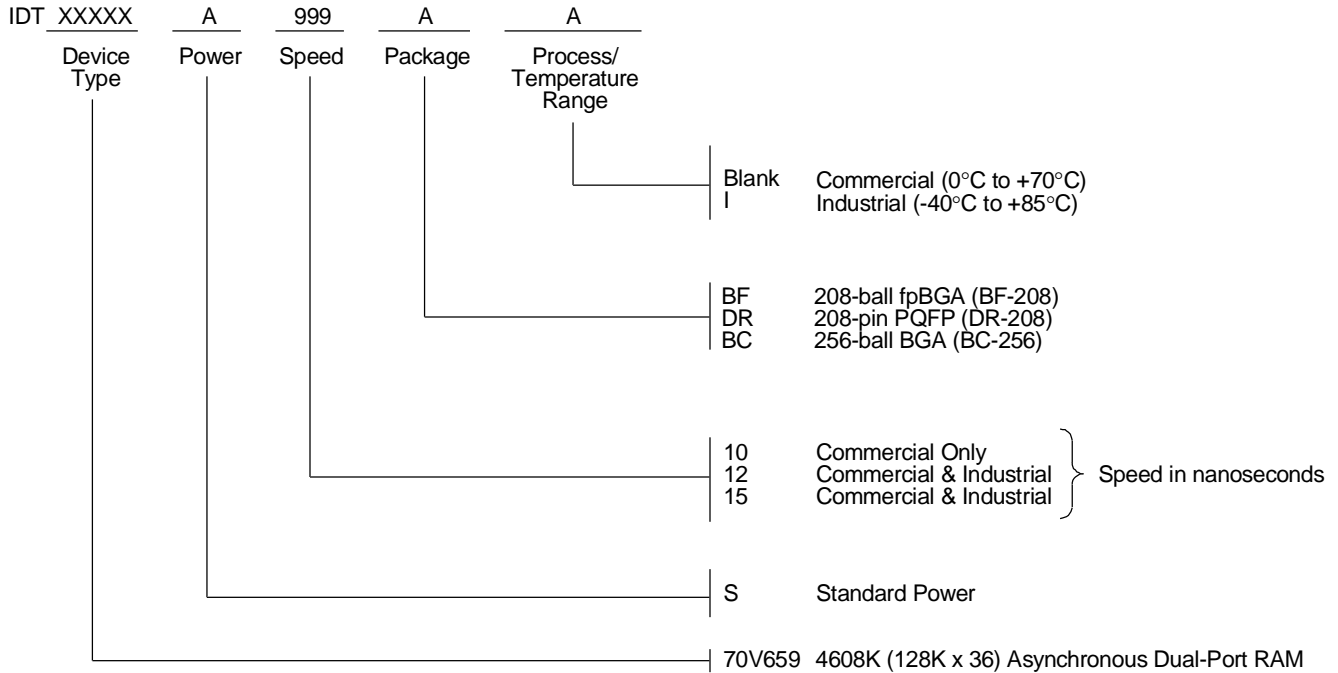 IDT XXXXX A 999 A A
Device Type
Power
Speed
Package
Process/
Temperature
Range
Blank Commercial (0°C to +70°C)
I Industrial (-40°C to +85°C)
BF 208-ball fpBGA (BF-208)
DR 208-pin PQFP (DR-208)
BC 256-ball BGA (BC-256)
10 Commercial Only
12 Commercial & Industrial
15 Commercial & Industrial
Speed in nanoseconds
S Standard Power
70V659 4608K (128K x 36) Asynchronous Dual-Port RAM